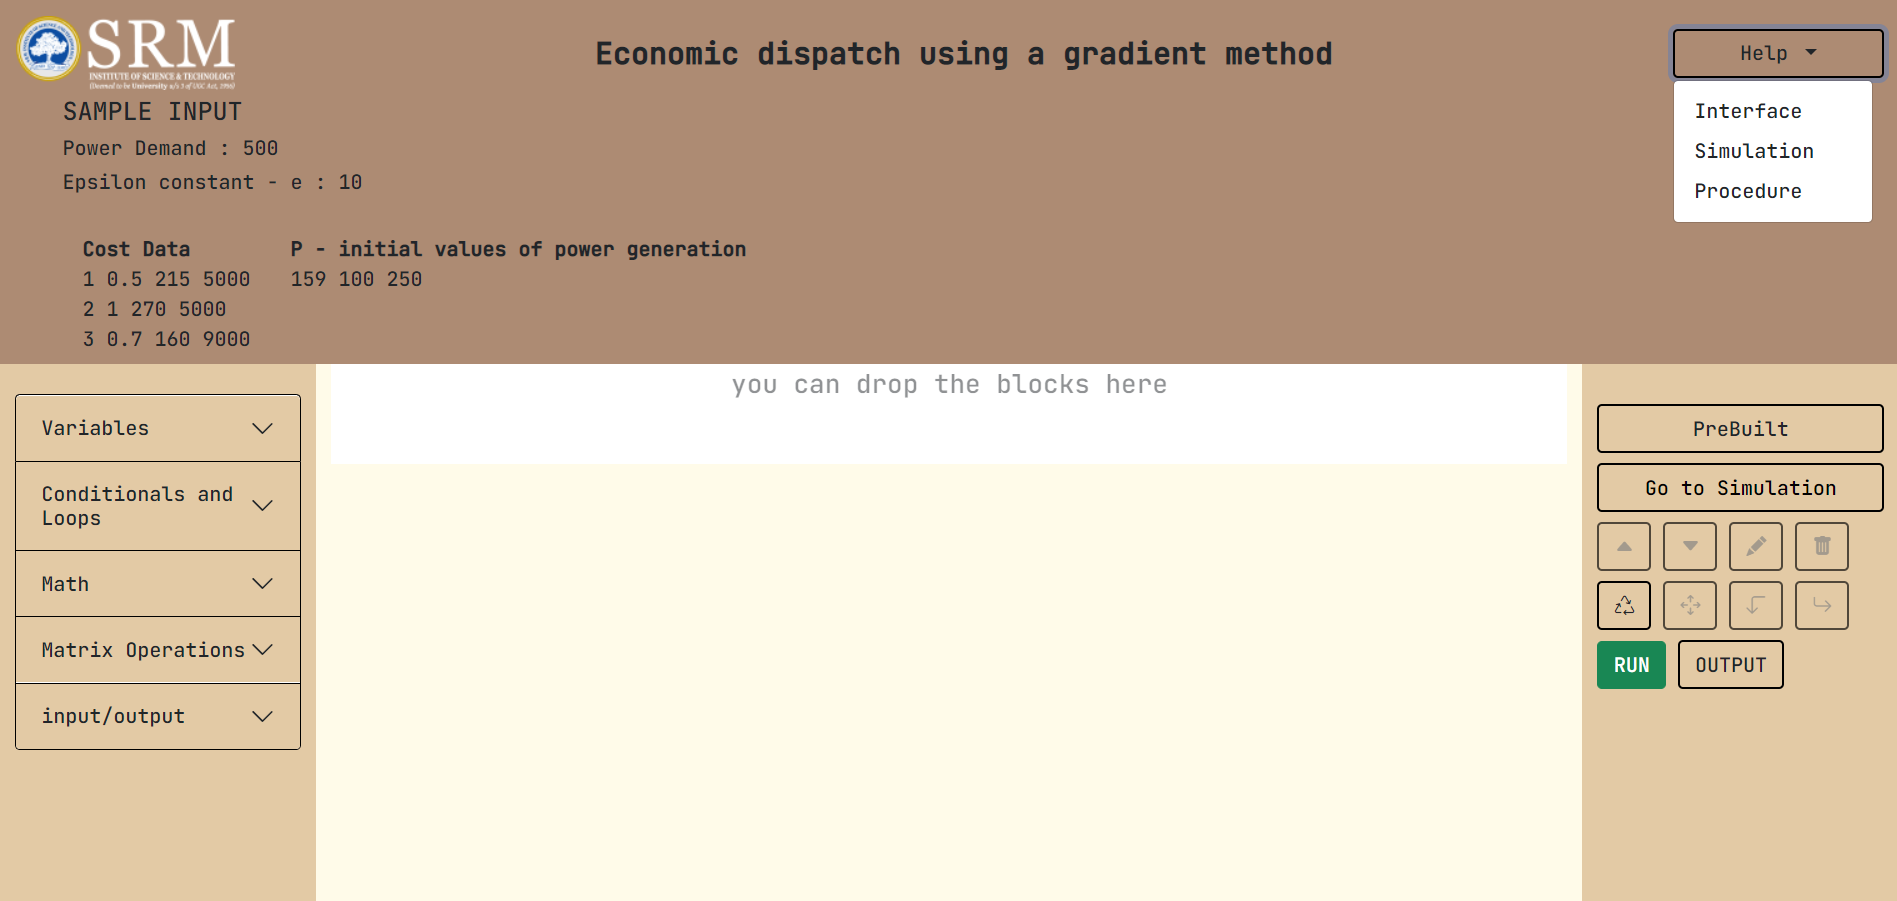 SRM
INSTITUTE OF SCIENCE & TECHNOLOGY
(Deemed to be University u/s 3 of UGC Act, 1956)
Economic dispatch using a gradient method
Help
Interface
Simulation
Procedure
SAMPLE INPUT
Power Demand : 500
Epsilon constant - e : 10
Cost Data
1 0.5 215 5000
2 1 270 5000
3 0.7 160 9000
P - initial values of power generation
159 100 250
Variables
Conditionals and
Loops
Math
Matrix Operations
input/output
you can drop the blocks here
PreBuilt
Go to Simulation
RUN
OUTPUT